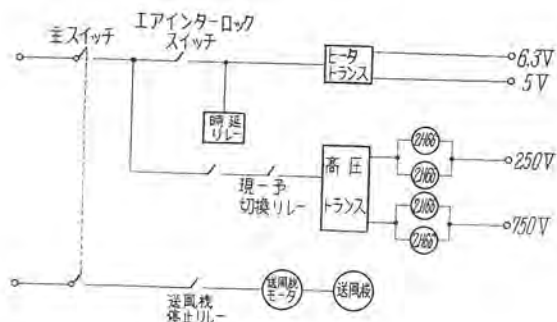 主スイッチ
エアインターロック
スイッチ
ヒータ
トランス
6.3V
5V
時延
リレー
現－予
切換リレー
高圧
トランス
2H66
2H66
250V
2H66
2H66
750V
送風機
停止リレー
送風機
モータ
送風機